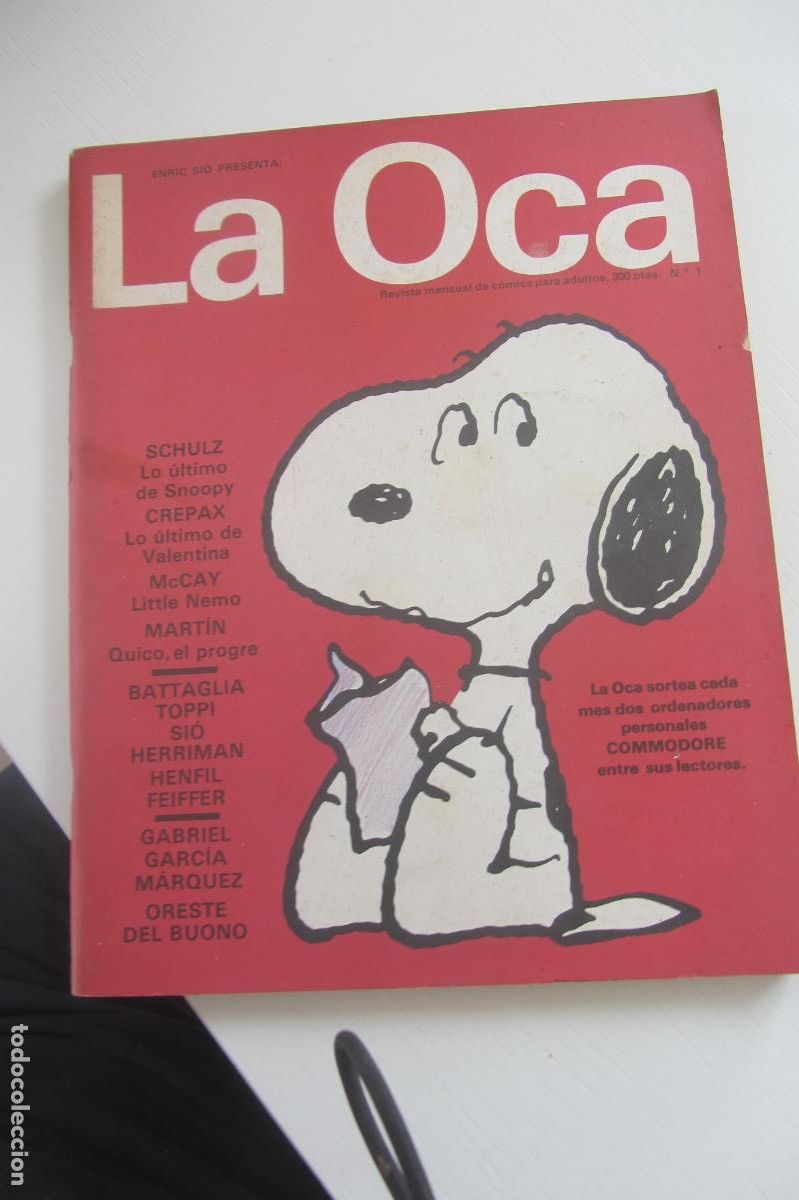 ENRIC SIÓ PRESENTA:
La Oca
Revista mensual de cómics para adultos. 300 ptas. N.º 1
SCHULZ
Lo último
de Snoopy
CREPAX
Lo último de
Valentina
McCAY
Little Nemo
MARTÍN
Quico, el progre
BATTAGLIA
TOPPI
SIÓ
HERRIMAN
HENFIL
FEIFFER
GABRIEL
GARCÍA
MÁRQUEZ
ORESTE
DEL BUONO
La Oca sortea cada
mes dos ordenadores
personales
COMMODORE
entre sus lectores.
todocoleccion